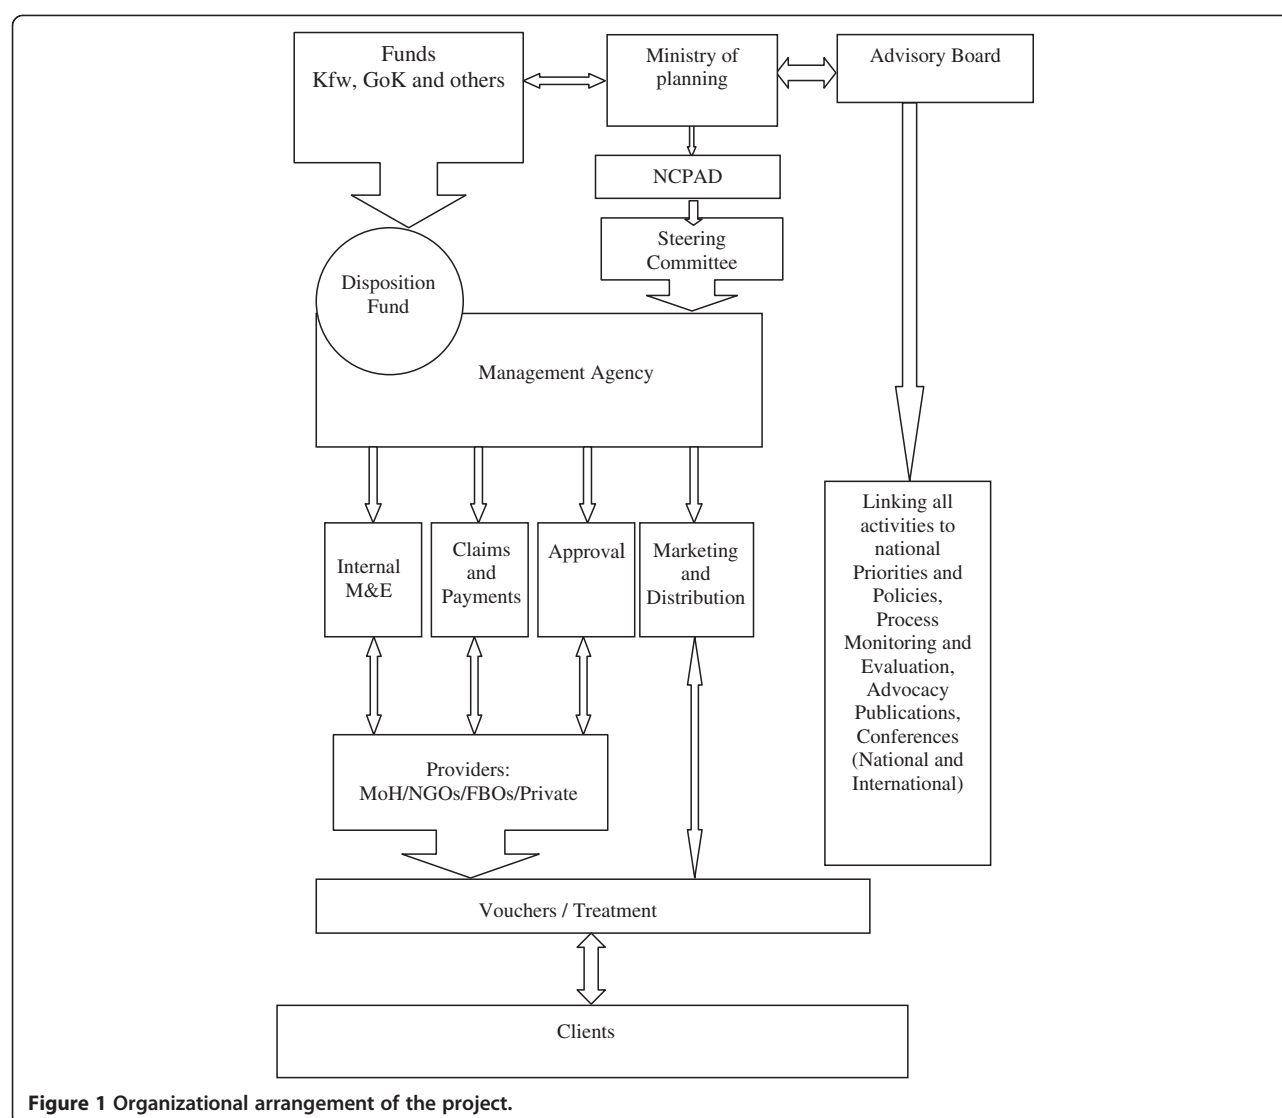 Funds
Kfw, GoK and others
Ministry of
planning
Advisory Board
NCPAD
Steering
Committee
Disposition
Fund
Management Agency
Internal
M&E
Claims
and
Payments
Approval
Marketing
and
Distribution
Linking all
activities to
national
Priorities and
Policies,
Process
Monitoring and
Evaluation,
Advocacy
Publications,
Conferences
(National and
International)
Providers:
MoH/NGOs/FBOs/Private
Vouchers / Treatment
Clients
Figure 1 Organizational arrangement of the project.